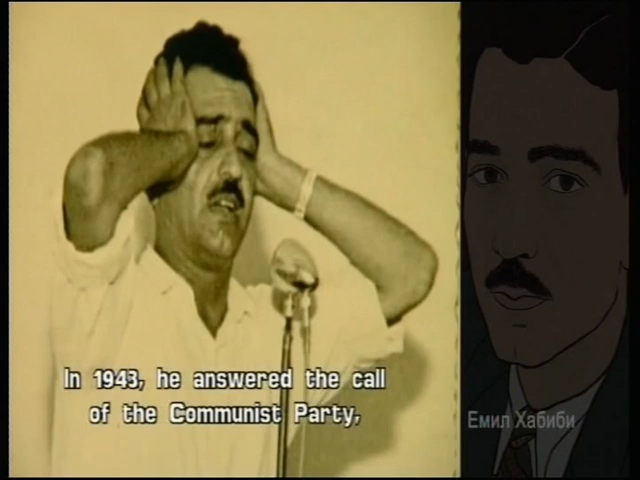 In 1943, he answered the call
of the Communist Party,
Емил Хабиби